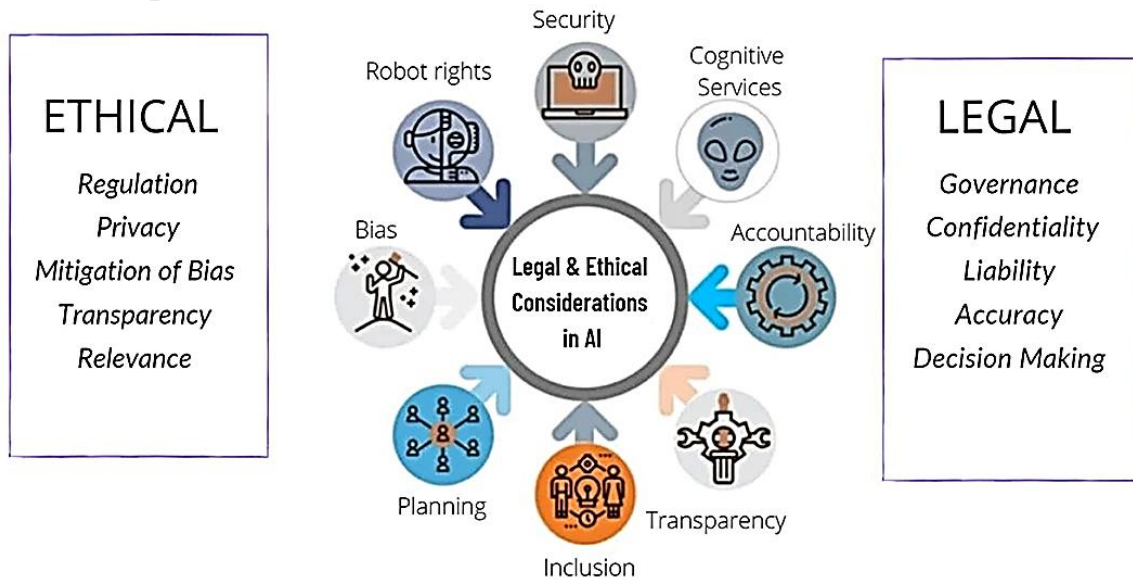 ETHICAL
Regulation
Privacy
Mitigation of Bias
Transparency
Relevance
Security
Robot rights
Cognitive
Services
Bias
Accountability
Legal & Ethical
Considerations
in AI
Planning
Transparency
Inclusion
LEGAL
Governance
Confidentiality
Liability
Accuracy
Decision Making